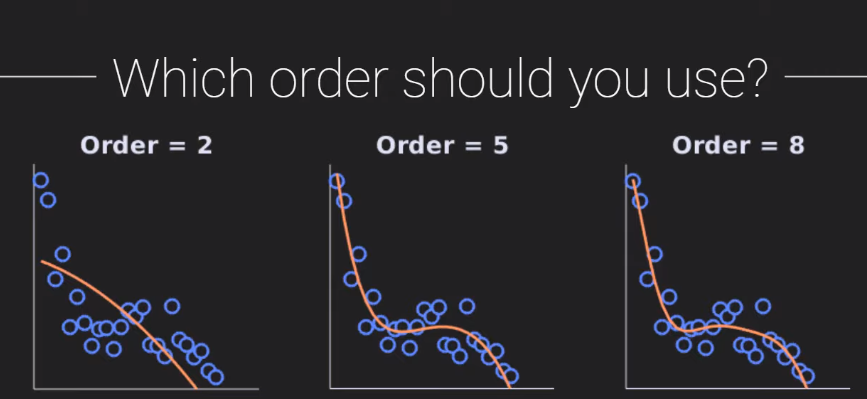 Which order should you use?
Order = 2
Order = 5
Order = 8